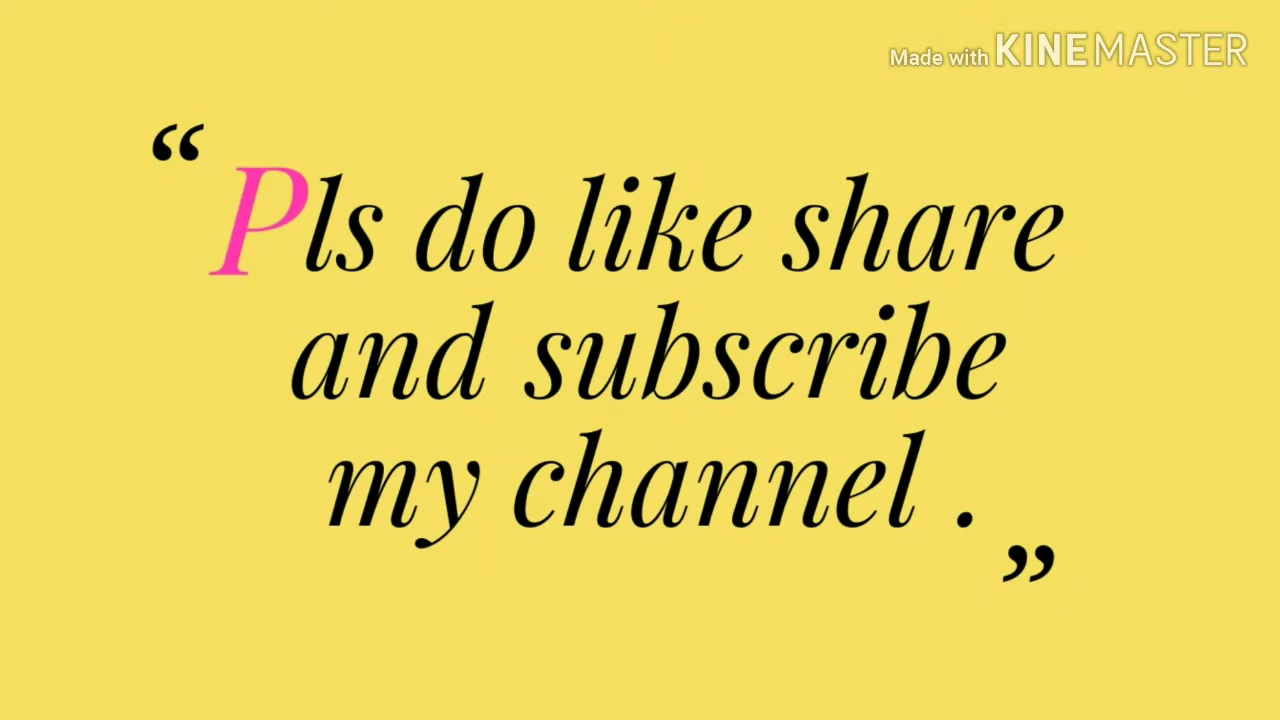 Made with KINEMASTER
“Pls do like share
and subscribe
my channel .”